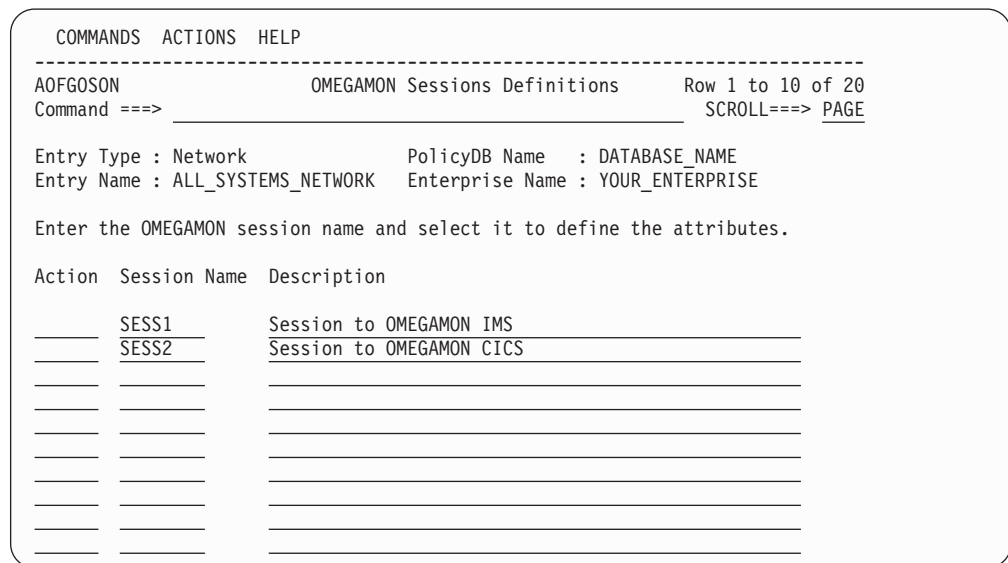 COMMANDS ACTIONS HELP
-------------------------------------------------------------------------------
AOFGOSON OMEGAMON Sessions Definitions Row 1 to 10 of 20
Command ===> SCROLL===> PAGE
Entry Type : Network PolicyDB Name : DATABASE_NAME
Entry Name : ALL_SYSTEMS_NETWORK Enterprise Name : YOUR_ENTERPRISE
Enter the OMEGAMON session name and select it to define the attributes.
Action Session Name Description
SESS1 Session to OMEGAMON IMS
SESS2 Session to OMEGAMON CICS